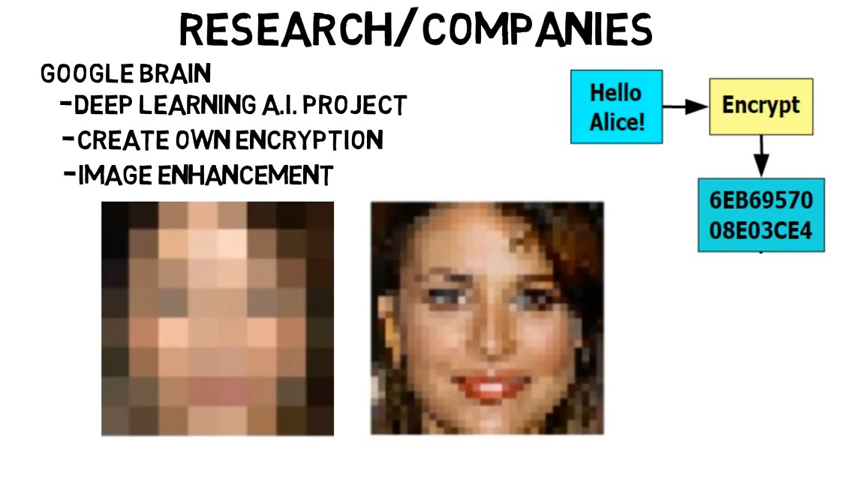 RESEARCH/COMPANIES
GOOGLE BRAIN
-DEEP LEARNING A.I. PROJECT
-CREATE OWN ENCRYPTION
-IMAGE ENHANCEMENT
Hello
Alice!
Encrypt
6EB69570
08E03CE4